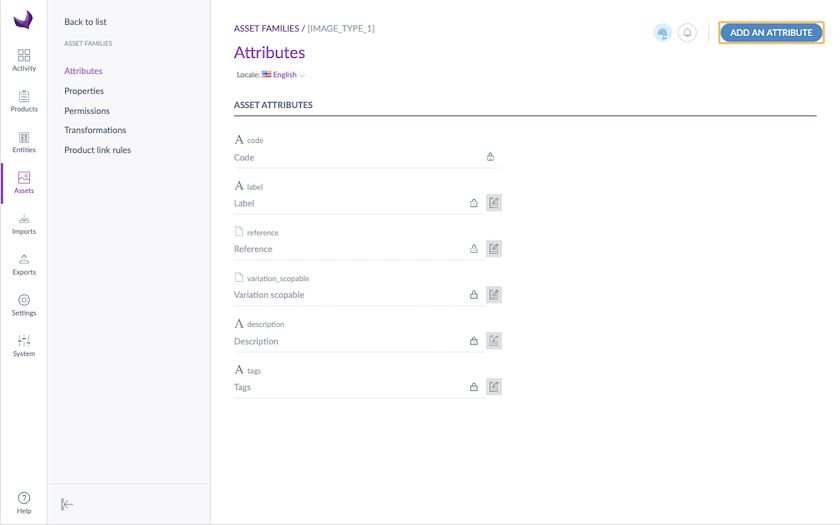 Back to list
ASSET FAMILIES
Attributes
Properties
Permissions
Transformations
Product link rules
Activity
Products
Entities
Assets
Imports
Exports
Settings
System
Help
ASSET FAMILIES / [IMAGE_TYPE_1]
ADD AN ATTRIBUTE
Attributes
Locale: English
ASSET ATTRIBUTES
A code
Code
A label
Label
reference
Reference
variation_scopable
Variation scopable
A description
Description
A tags
Tags